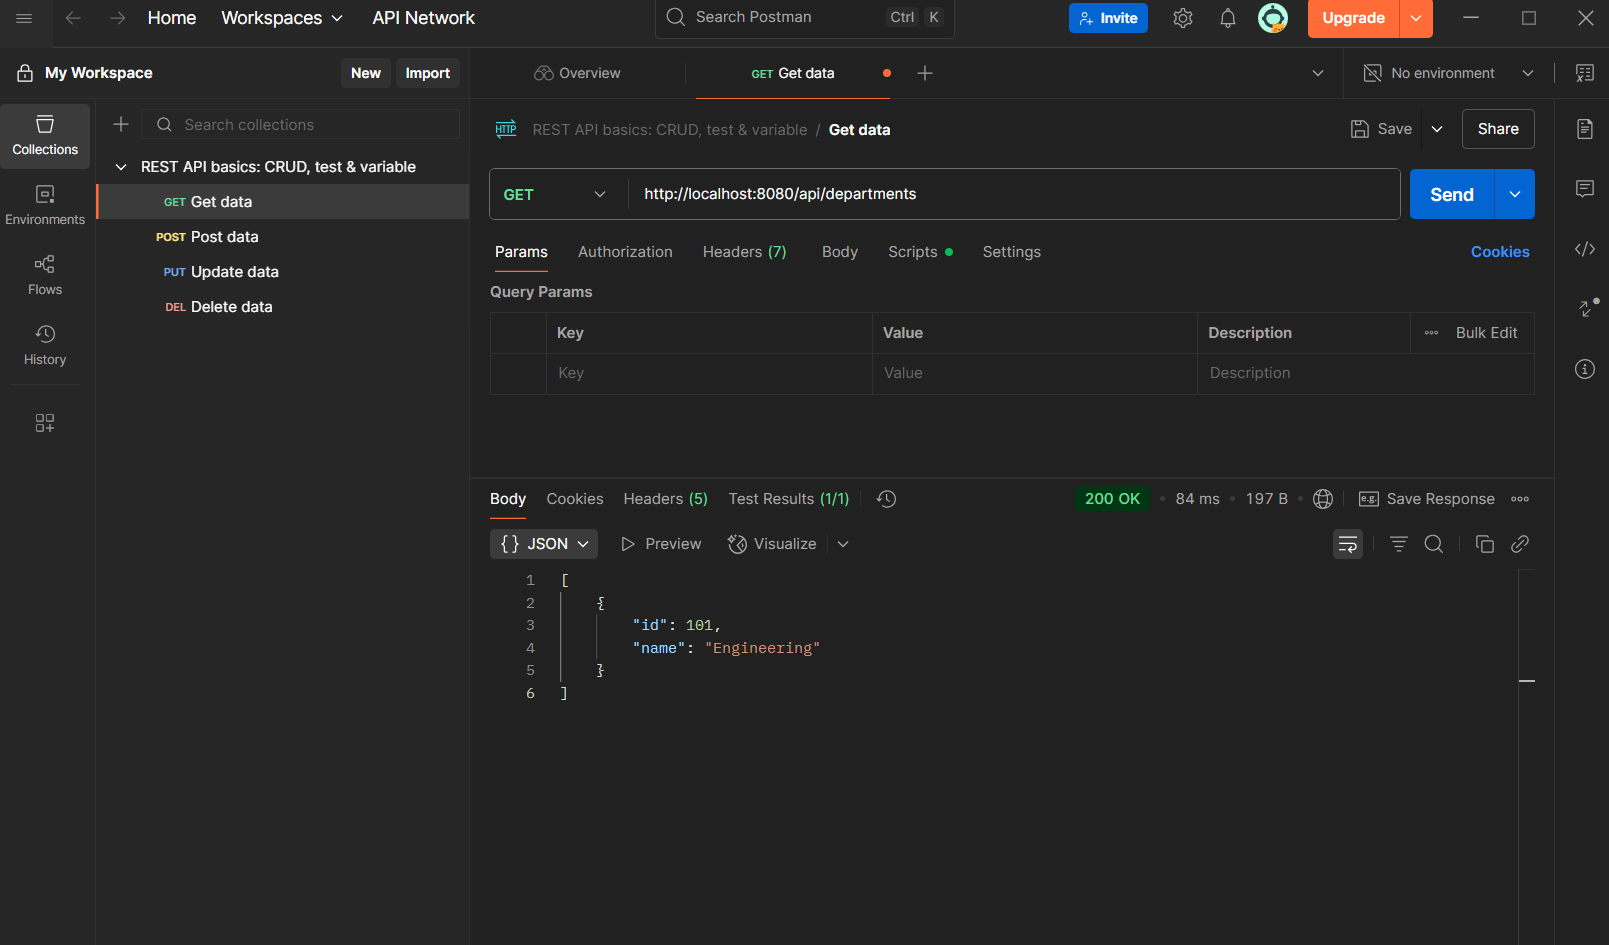 Home Workspaces API Network Search Postman Ctrl K Invite Upgrade
My Workspace New Import Overview GET Get data No environment
Collections
Environments
Flows
History
Search collections
REST API basics: CRUD, test & variable
GET Get data
POST Post data
PUT Update data
DEL Delete data
HTTP REST API basics: CRUD, test & variable / Get data Save Share
GET http://localhost:8080/api/departments Send
Params Authorization Headers (7) Body Scripts Settings Cookies
Query Params
Key Value Description Bulk Edit
Key Value Description
Body Cookies Headers (5) Test Results (1/1) 200 OK 84 ms 197 B e.g. Save Response
{} JSON Preview Visualize
1 [
2 {
3 "id": 101,
4 "name": "Engineering"
5 }
6 ]